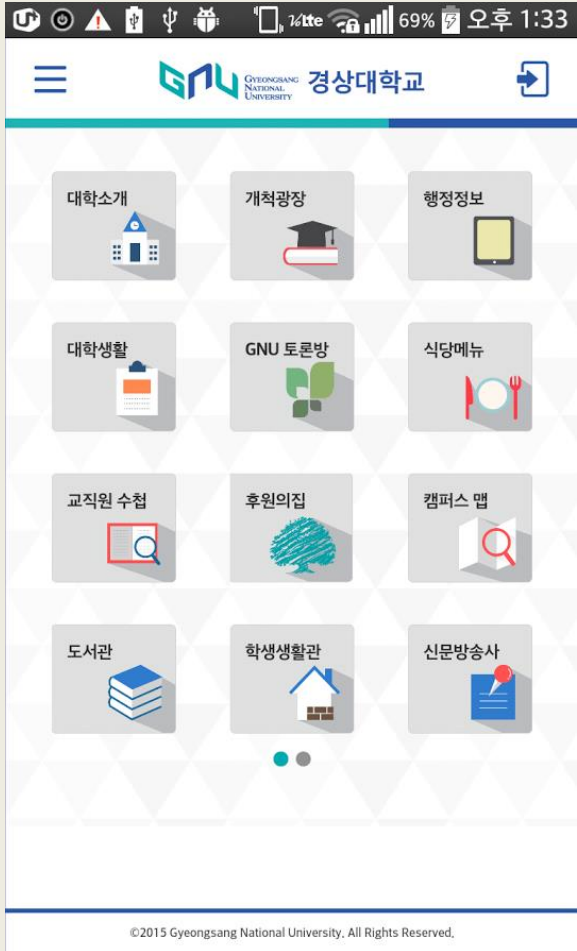 U+ 69% 오후 1:33
GNU GYEONGSANG NATIONAL UNIVERSITY 경상대학교
대학소개 개척광장 행정정보
대학생활 GNU 토론방 식당메뉴
교직원 수첩 후원의집 캠퍼스 맵
도서관 학생생활관 신문방송사
©2015 Gyeongsang National University, All Rights Reserved.